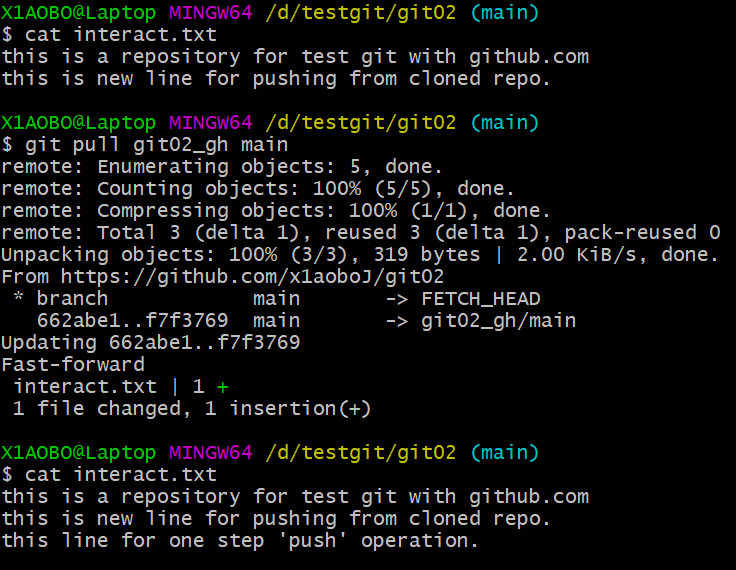 X1AOBO@Laptop MINGW64 /d/testgit/git02 (main)
$ cat interact.txt
this is a repository for test git with github.com
this is new line for pushing from cloned repo.
X1AOBO@Laptop MINGW64 /d/testgit/git02 (main)
$ git pull git02_gh main
remote: Enumerating objects: 5, done.
remote: Counting objects: 100% (5/5), done.
remote: Compressing objects: 100% (1/1), done.
remote: Total 3 (delta 1), reused 3 (delta 1), pack-reused 0
Unpacking objects: 100% (3/3), 319 bytes | 2.00 KiB/s, done.
From https://github.com/x1aoboJ/git02
 * branch            main       -> FETCH_HEAD
   662abe1..f7f3769  main       -> git02_gh/main
Updating 662abe1..f7f3769
Fast-forward
 interact.txt | 1 +
 1 file changed, 1 insertion(+)
X1AOBO@Laptop MINGW64 /d/testgit/git02 (main)
$ cat interact.txt
this is a repository for test git with github.com
this is new line for pushing from cloned repo.
this line for one step 'push' operation.